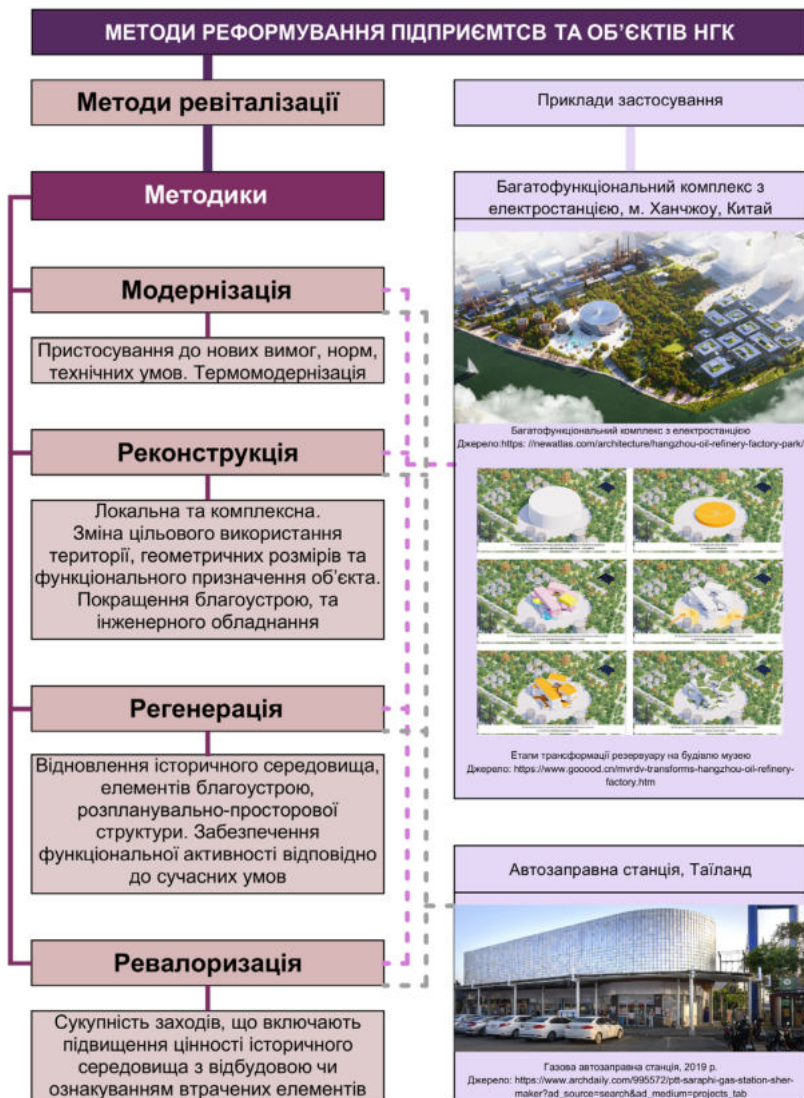 МЕТОДИ РЕФОРМУВАННЯ ПІДПРИЄМТСВ ТА ОБ’ЄКТІВ НГК
Методи ревіталізації
Методики
Модернізація
Пристосування до нових вимог, норм,
технічних умов. Термомодернізація
Реконструкція
Локальна та комплексна.
Зміна цільового використання
території, геометричних розмірів та
функціонального призначення об’єкта.
Покращення благоустрою, та
інженерного обладнання
Регенерація
Відновлення історичного середовища,
елементів благоустрою,
розпланувально-просторової
структури. Забезпечення
функціональної активності відповідно
до сучасних умов
Ревалоризація
Сукупність заходів, що включають
підвищення цінності історичного
середовища з відбудовою чи
ознакуванням втрачених елементів
Приклади застосування
Багатофункціональний комплекс з
електростанцією, м. Ханчжоу, Китай
Багатофункціональний комплекс з електростанцією
Джерело:https: //newatlas.com/architecture/hangzhou-oil-refinery-factory-park/
Етапи трансформації резервуару на будівлю музею
Джерело: https://www.gooood.cn/mvrdv-transforms-hangzhou-oil-refinery-
factory.htm
Автозаправна станція, Таїланд
Газова автозаправна станція, 2019 р.
Джерело: https://www.archdaily.com/995572/ptt-saraphi-gas-station-sher-
maker?ad_source=search&ad_medium=projects_tab